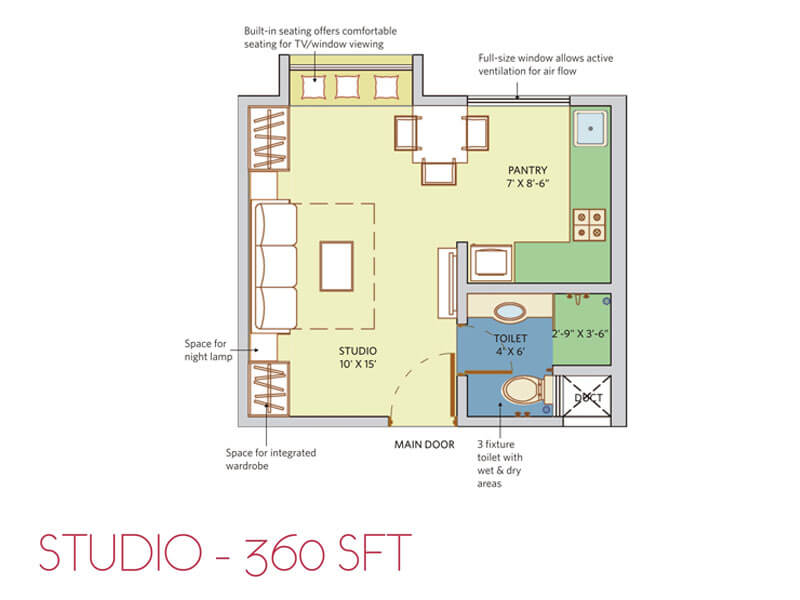 Built-in seating offers comfortable
seating for TV/window viewing
Full-size window allows active
ventilation for air flow
PANTRY
7' X 8'-6"
Space for
night lamp
STUDIO
10' X 15'
TOILET
4' X 6'
2'-9" X 3'-6"
DUCT
MAIN DOOR
Space for integrated
wardrobe
3 fixture
toilet with
wet & dry
areas
STUDIO - 360 SFT